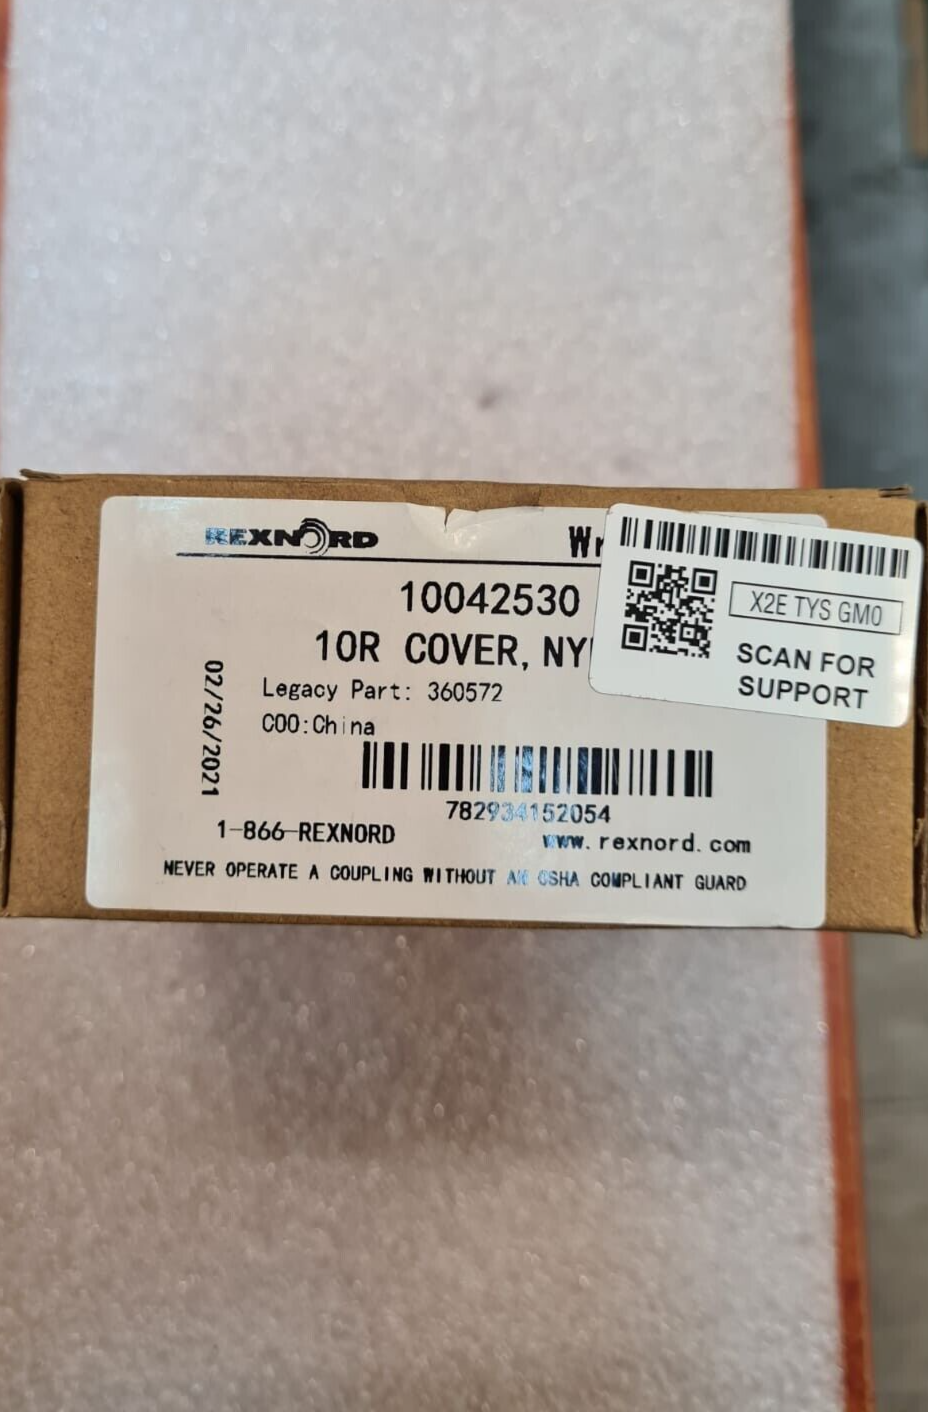 REXNORD
10042530
10R COVER, NY
Legacy Part: 360572
COO:China
02/26/2021
782934152054
1-866-REXNORD
www.rexnord.com
NEVER OPERATE A COUPLING WITHOUT AN OSHA COMPLIANT GUARD
X2E TYS GM0
SCAN FOR
SUPPORT